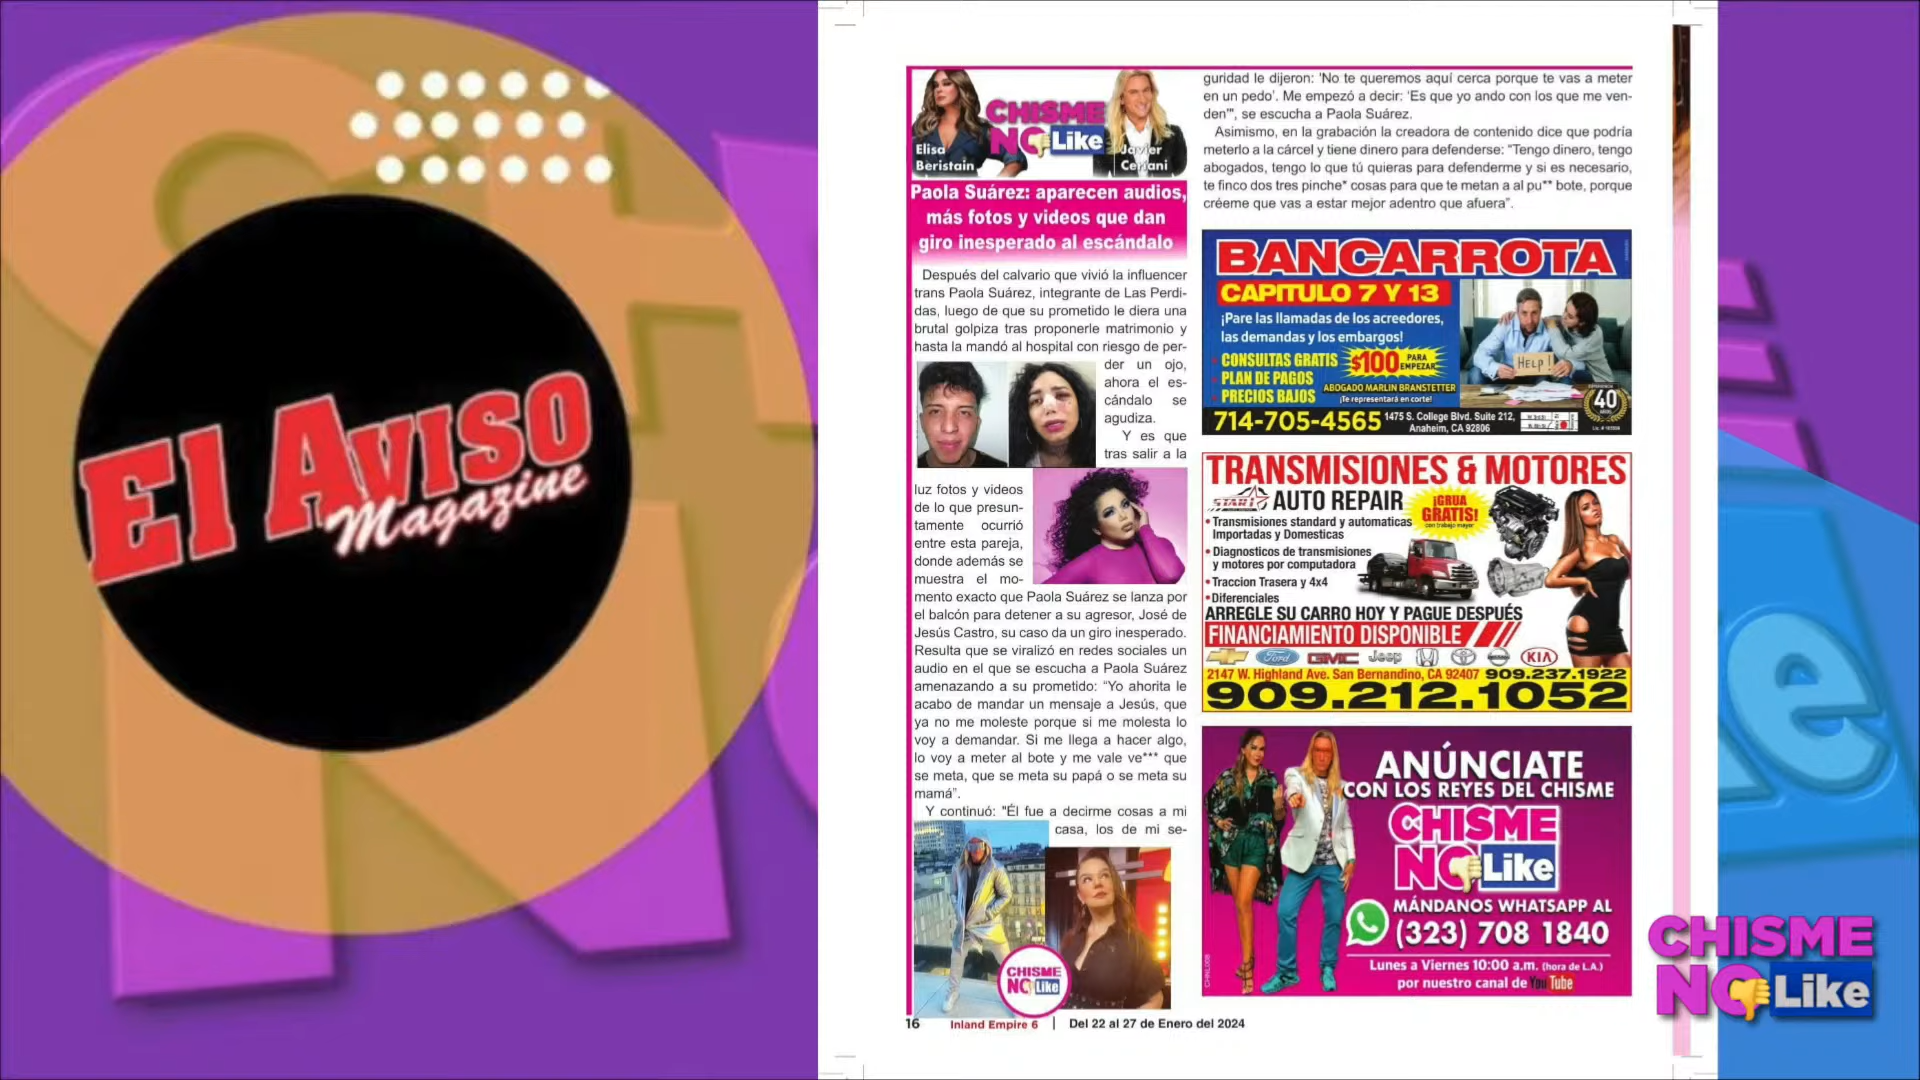 El Aviso
Magazine
Elisa
Beristain
CHISME
NO Like
Javier
Ceriani
Paola Suárez: aparecen audios,
más fotos y videos que dan
giro inesperado al escándalo
Después del calvario que vivió la influencer
trans Paola Suárez, integrante de Las Perdi-
das, luego de que su prometido le diera una
brutal golpiza tras proponerle matrimonio y
hasta la mandó al hospital con riesgo de per-
der un ojo,
ahora el es-
cándalo se
agudiza.
Y es que
tras salir a la
luz fotos y videos
de lo que presun-
tamente ocurrió
entre esta pareja,
donde además se
muestra el mo-
mento exacto que Paola Suárez se lanza por
el balcón para detener a su agresor, José de
Jesús Castro, su caso da un giro inesperado.
Resulta que se viralizó en redes sociales un
audio en el que se escucha a Paola Suárez
amenazando a su prometido: “Yo ahorita le
acabo de mandar un mensaje a Jesús, que
ya no me moleste porque si me molesta lo
voy a demandar. Si me llega a hacer algo,
lo voy a meter al bote y me vale ve*** que
se meta, que se meta su papá o se meta su
mamá”.
Y continuó: "Él fue a decirme cosas a mi
casa, los de mi se-
CHISME
NO Like
16 Inland Empire 6 | Del 22 al 27 de Enero del 2024
guridad le dijeron: 'No te queremos aquí cerca porque te vas a meter
en un pedo'. Me empezó a decir: ‘Es que yo ando con los que me ven-
den’", se escucha a Paola Suárez.
Asimismo, en la grabación la creadora de contenido dice que podría
meterlo a la cárcel y tiene dinero para defenderse: "Tengo dinero, tengo
abogados, tengo lo que tú quieras para defenderme y si es necesario,
te finco dos tres pinche* cosas para que te metan a al pu** bote, porque
créeme que vas a estar mejor adentro que afuera”.
BANCARROTA
CAPITULO 7 Y 13
¡Pare las llamadas de los acreedores,
las demandas y los embargos!
• CONSULTAS GRATIS
• PLAN DE PAGOS
• PRECIOS BAJOS
$100 PARA EMPEZAR
ABOGADO MARLIN BRANSTETTER
¡Te representará en corte!
HELP!
40
AÑOS
714-705-4565
1475 S. College Blvd. Suite 212,
Anaheim, CA 92806
TRANSMISIONES & MOTORES
START
AUTO REPAIR
¡GRUA
GRATIS!
con trabajo mayor
• Transmisiones standard y automaticas
Importadas y Domesticas
• Diagnosticos de transmisiones
y motores por computadora
• Traccion Trasera y 4x4
• Diferenciales
ARREGLE SU CARRO HOY Y PAGUE DESPUÉS
FINANCIAMIENTO DISPONIBLE
Ford GMC Jeep KIA
2147 W. Highland Ave. San Bernandino, CA 92407 909.237.1922
909.212.1052
ANÚNCIATE
CON LOS REYES DEL CHISME
CHISME
NO Like
MÁNDANOS WHATSAPP AL
(323) 708 1840
Lunes a Viernes 10:00 a.m. (hora de L.A.)
por nuestro canal de YouTube
CHISME
NO Like